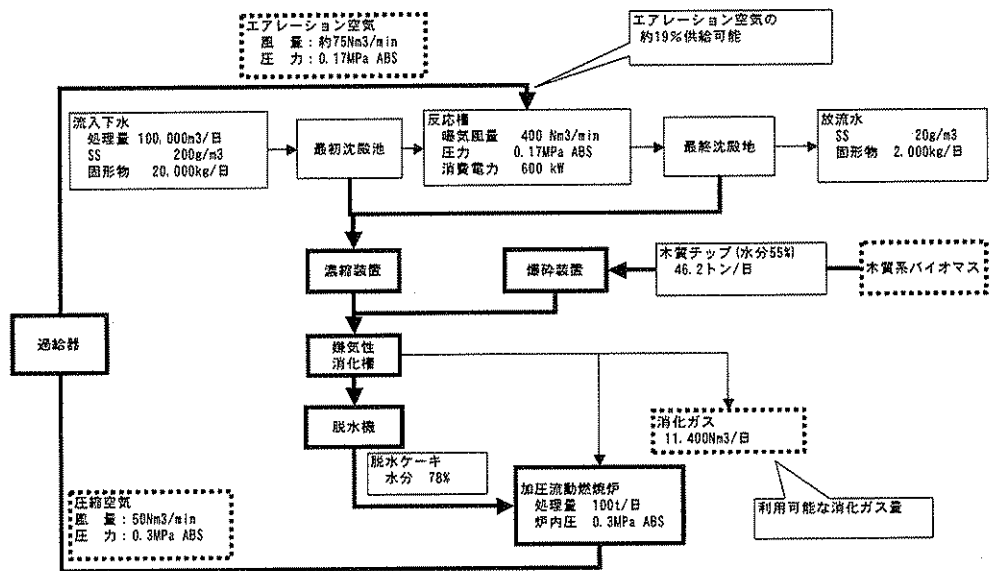 エアレーション空気
風 量：約75Nm3/min
圧 力：0.17MPa ABS
エアレーション空気の
約19%供給可能
流入下水
処理量 100,000m3/日
SS 200g/m3
固形物 20,000kg/日
最初沈殿池
反応槽
曝気風量 400 Nm3/min
圧力 0.17MPa ABS
消費電力 600 kW
最終沈殿地
放流水
SS 20g/m3
固形物 2,000kg/日
濃縮装置
爆砕装置
木質チップ(水分55%)
46.2トン/日
木質系バイオマス
過給器
嫌気性
消化槽
脱水機
消化ガス
11,400Nm3/日
脱水ケーキ
水分 78%
加圧流動燃焼炉
処理量 100t/日
炉内圧 0.3MPa ABS
利用可能な消化ガス量
圧縮空気
風 量：50Nm3/min
圧 力：0.3MPa ABS